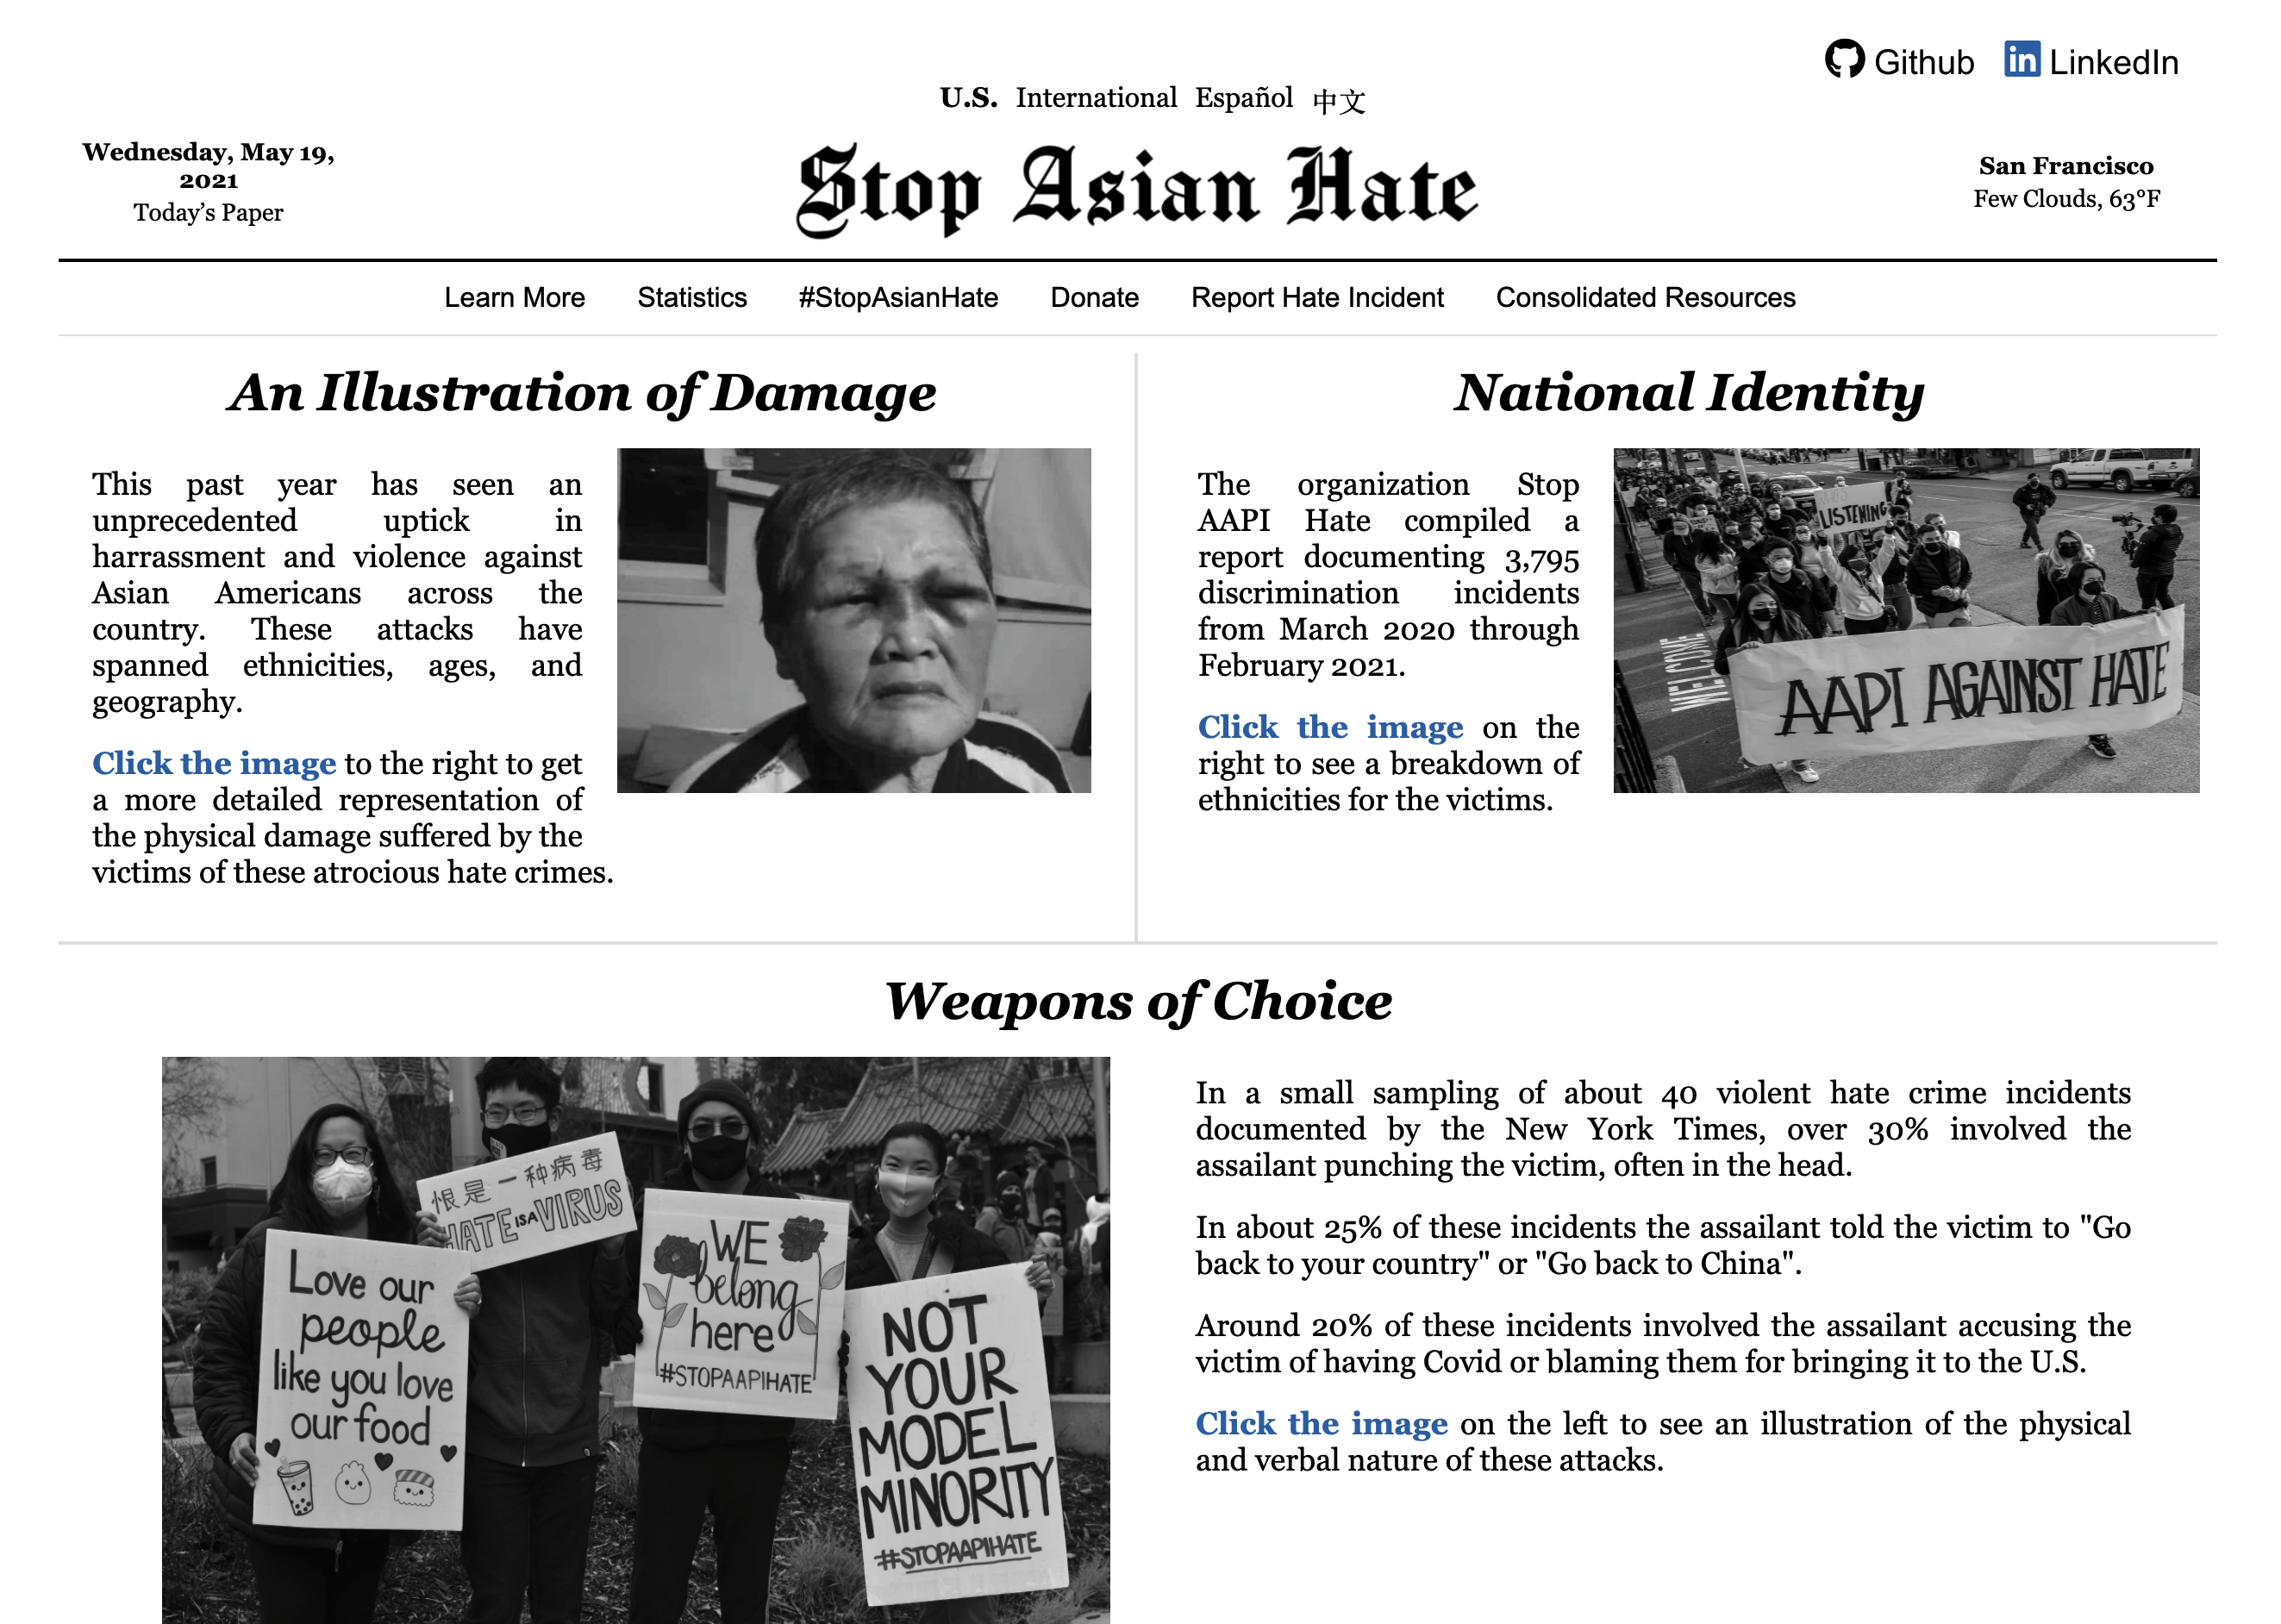 Github LinkedIn
U.S. International Español 中文
Wednesday, May 19,
2021
Today's Paper
Stop Asian Hate
San Francisco
Few Clouds, 63°F
Learn More Statistics #StopAsianHate Donate Report Hate Incident Consolidated Resources
An Illustration of Damage
This past year has seen an
unprecedented uptick in
harrassment and violence against
Asian Americans across the
country. These attacks have
spanned ethnicities, ages, and
geography.
Click the image to the right to get
a more detailed representation of
the physical damage suffered by the
victims of these atrocious hate crimes.
National Identity
The organization Stop
AAPI Hate compiled a
report documenting 3,795
discrimination incidents
from March 2020 through
February 2021.
Click the image on the
right to see a breakdown of
ethnicities for the victims.
LISTENING
WELCOME
AAPI AGAINST HATE
Weapons of Choice
恨是一种病毒
HATE IS A VIRUS
Love our
people
like you love
our food
WE
belong
here
#STOPAAPIHATE
NOT
YOUR
MODEL
MINORITY
#STOPAAPIHATE
In a small sampling of about 40 violent hate crime incidents
documented by the New York Times, over 30% involved the
assailant punching the victim, often in the head.
In about 25% of these incidents the assailant told the victim to "Go
back to your country" or "Go back to China".
Around 20% of these incidents involved the assailant accusing the
victim of having Covid or blaming them for bringing it to the U.S.
Click the image on the left to see an illustration of the physical
and verbal nature of these attacks.